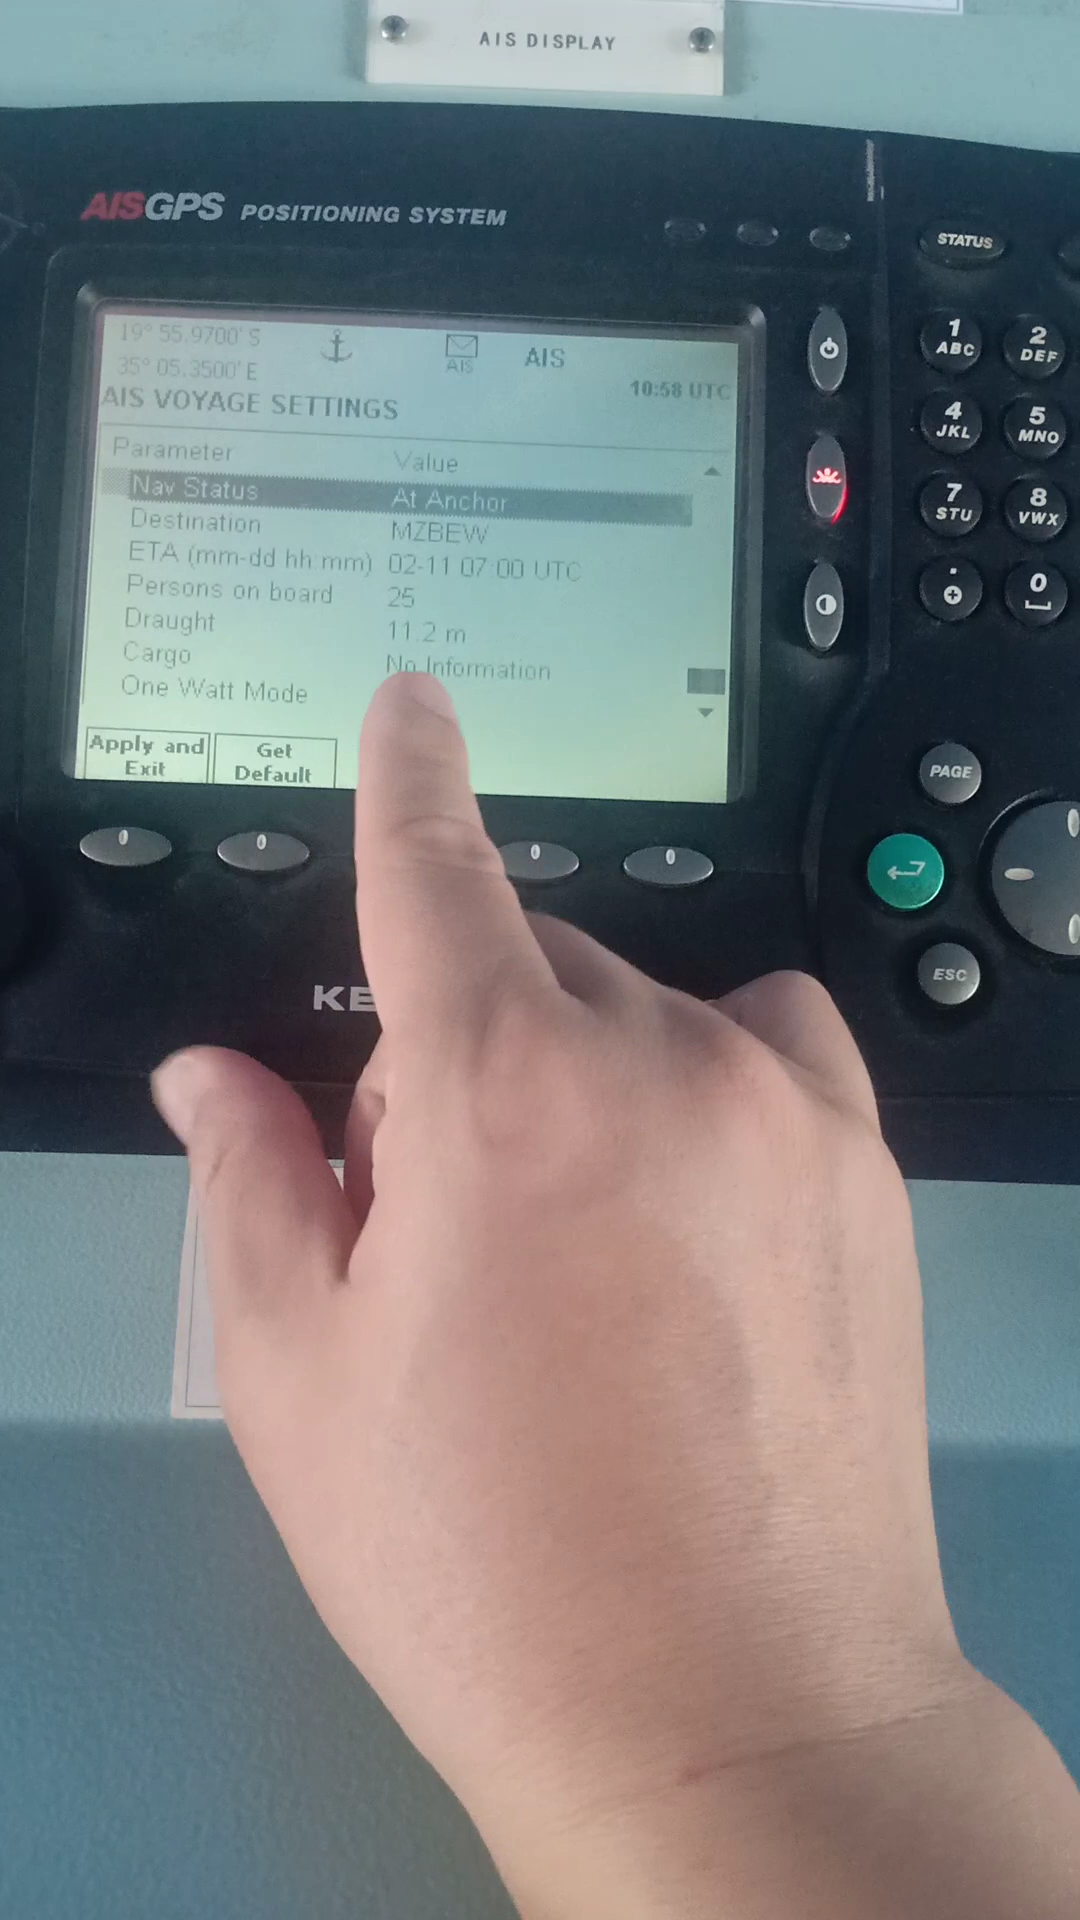 AIS DISPLAY
AISGPS POSITIONING SYSTEM
STATUS
19° 55.9700' S
35° 05.3500' E
AIS
AIS
10:58 UTC
AIS VOYAGE SETTINGS
Parameter Value
Nav Status At Anchor
Destination MZBEW
ETA (mm-dd hh:mm) 02-11 07:00 UTC
Persons on board 25
Draught 11.2 m
Cargo No Information
One Watt Mode
Apply and Exit
Get Default
1 ABC
2 DEF
4 JKL
5 MNO
7 STU
8 VWX
0
PAGE
ESC
KE